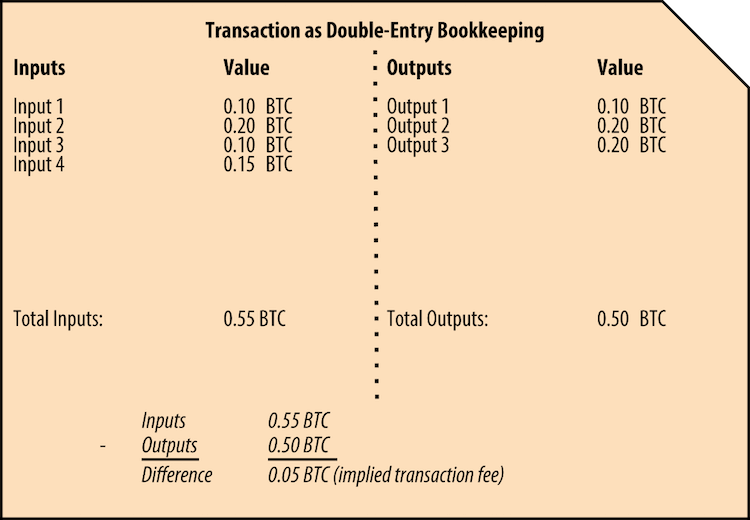 Transaction as Double-Entry Bookkeeping
Inputs Value Outputs Value
Input 1 0.10 BTC Output 1 0.10 BTC
Input 2 0.20 BTC Output 2 0.20 BTC
Input 3 0.10 BTC Output 3 0.20 BTC
Input 4 0.15 BTC
Total Inputs: 0.55 BTC Total Outputs: 0.50 BTC
Inputs 0.55 BTC
- Outputs 0.50 BTC
Difference 0.05 BTC (implied transaction fee)